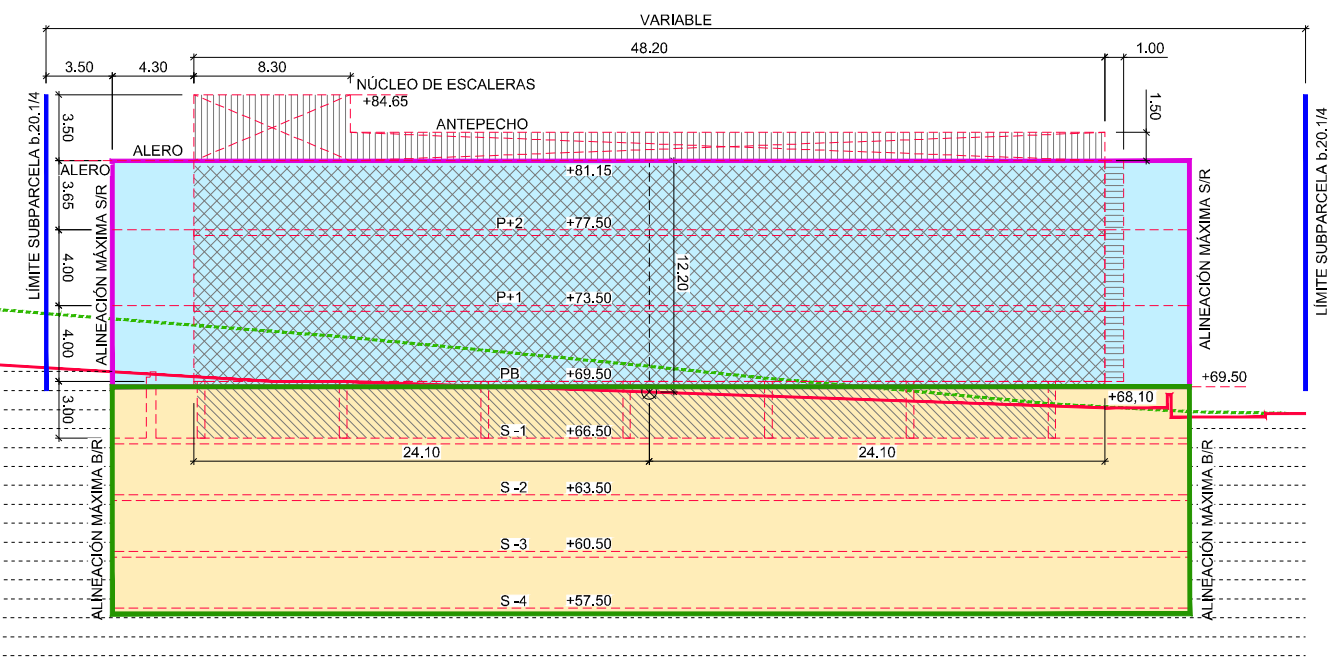 VARIABLE
48.20
1.00
3.50
4.30
8.30
NÚCLEO DE ESCALERAS
+84.65
3.50
ANTEPECHO
1.50
LÍMITE SUBPARCELA b.20.1/4
LÍMITE SUBPARCELA b.20.1/4
ALERO
ALERO
+81.15
3.65
ALINEACIÓN MÁXIMA S/R
ALINEACIÓN MÁXIMA S/R
P+2 +77.50
4.00
12.20
P+1 +73.50
4.00
PB +69.50
+69.50
+68,10
3.00
S-1 +66.50
24.10
24.10
ALINEACIÓN MÁXIMA B/R
ALINEACIÓN MÁXIMA B/R
S-2 +63.50
S-3 +60.50
S-4 +57.50